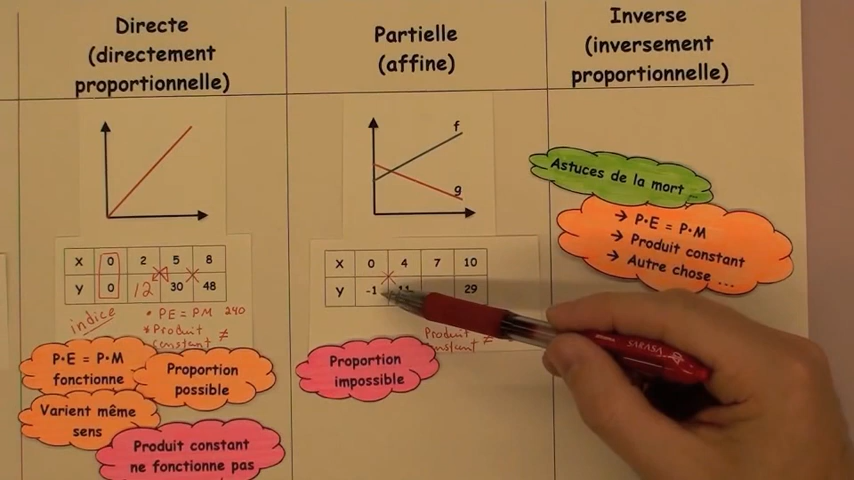 Directe
(directement
proportionnelle)
X 0 2 5 8
Y 0 12 30 48
indice
• PE = PM 240
* Produit
constant ≠
P•E = P•M
fonctionne
Proportion
possible
Varient même
sens
Produit constant
ne fonctionne pas
Partielle
(affine)
f
g
X 0 4 7 10
Y -1 11 29
Produit
≠
Proportion
impossible
SARASA
Inverse
(inversement
proportionnelle)
Astuces de la mort ...
→ P•E = P•M
→ Produit constant
→ Autre chose ...